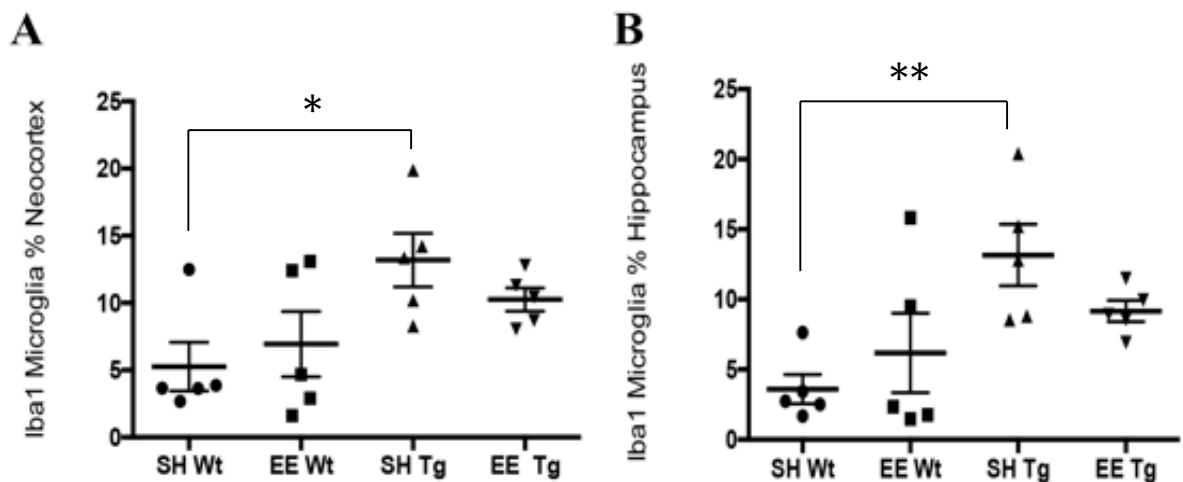 A
Iba1 Microglia % Neocortex
25
20
15
10
5
0
*
SH Wt
EE Wt
SH Tg
EE Tg
B
Iba1 Microglia % Hippocampus
25
20
15
10
5
0
**
SH Wt
EE Wt
SH Tg
EE Tg